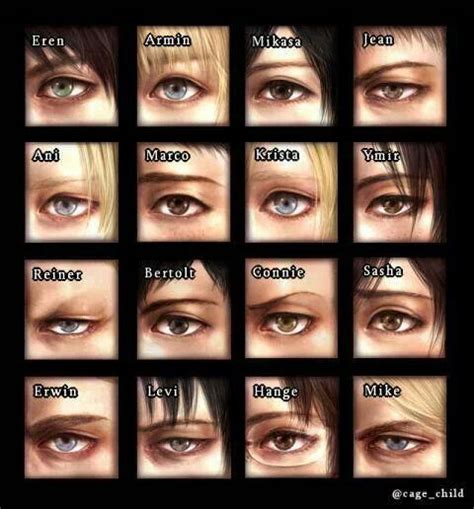 Eren Armin Mikasa Jean
Ani Marco Krista Ymir
Reiner Bertolt Connie Sasha
Erwin Levi Hange Mike
@cage_child